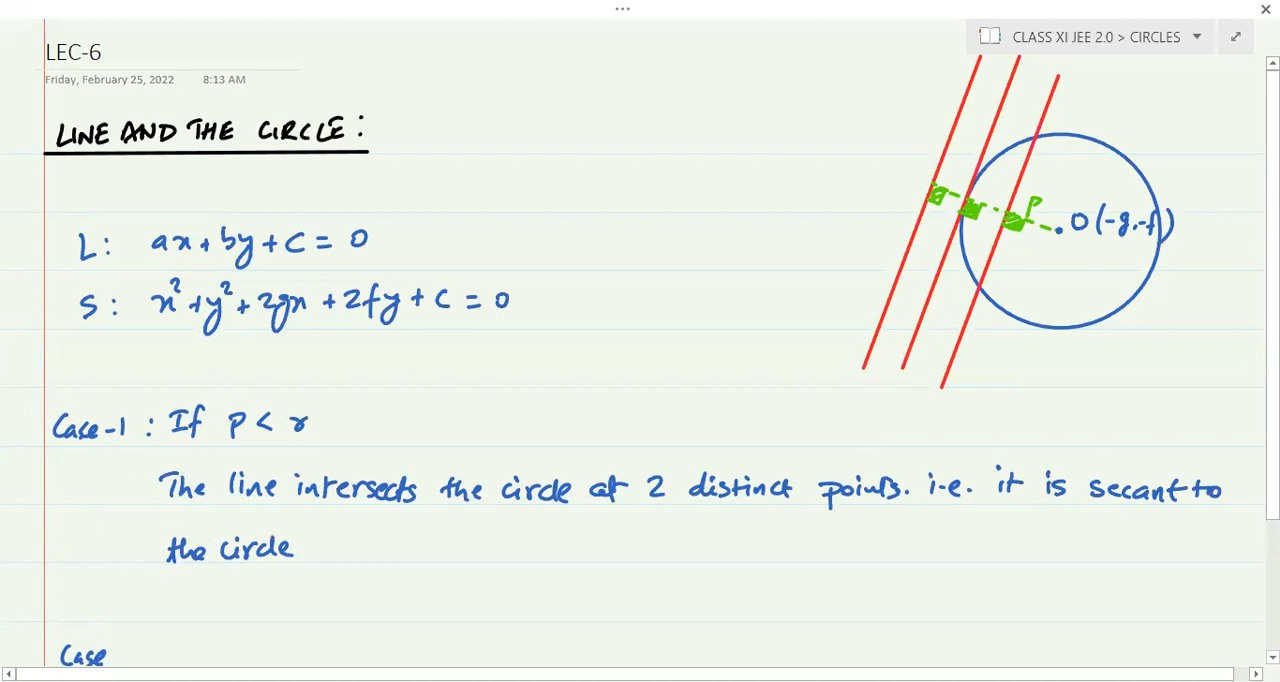 CLASS XI JEE 2.0 > CIRCLES
LEC-6
Friday, February 25, 2022 8:13 AM
LINE AND THE CIRCLE:
P
O(-g,-f)
L: ax + by + c = 0
S: x² + y² + 2gx + 2fy + c = 0
Case-1: If p < r
The line intersects the circle at 2 distinct points. i.e. it is secant to
the circle
Case